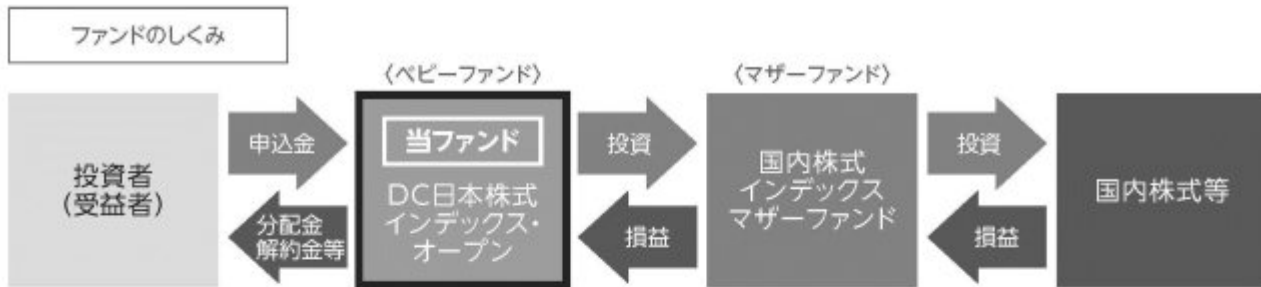 ファンドのしくみ
〈ベビーファンド〉
〈マザーファンド〉
投資者
(受益者)
申込金
分配金
解約金等
当ファンド
DC日本株式
インデックス・
オープン
投資
損益
国内株式
インデックス
マザーファンド
投資
損益
国内株式等